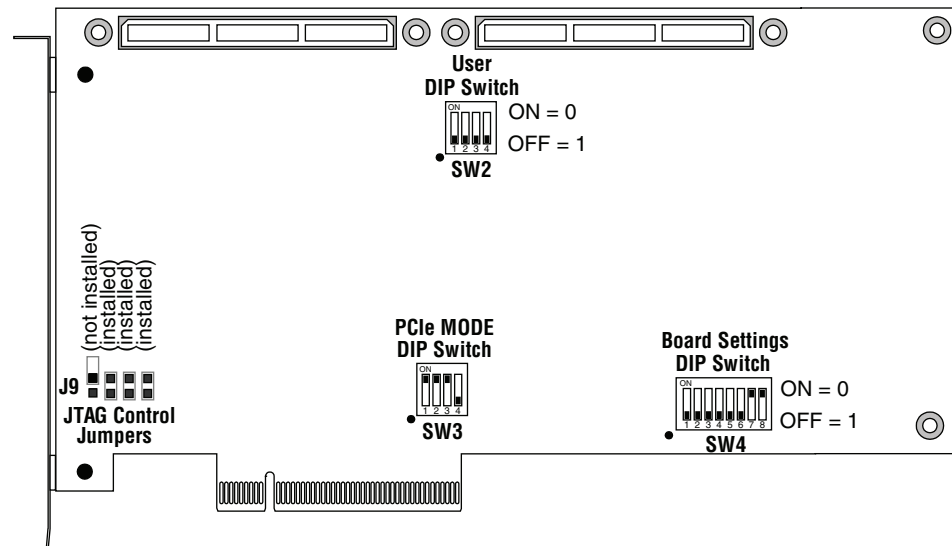 User
DIP Switch
ON
ON = 0
OFF = 1
1 2 3 4
SW2
(not installed)
(installed)
(installed)
(installed)
J9
JTAG Control
Jumpers
PCIe MODE
DIP Switch
ON
1 2 3 4
SW3
Board Settings
DIP Switch
ON
ON = 0
OFF = 1
1 2 3 4 5 6 7 8
SW4